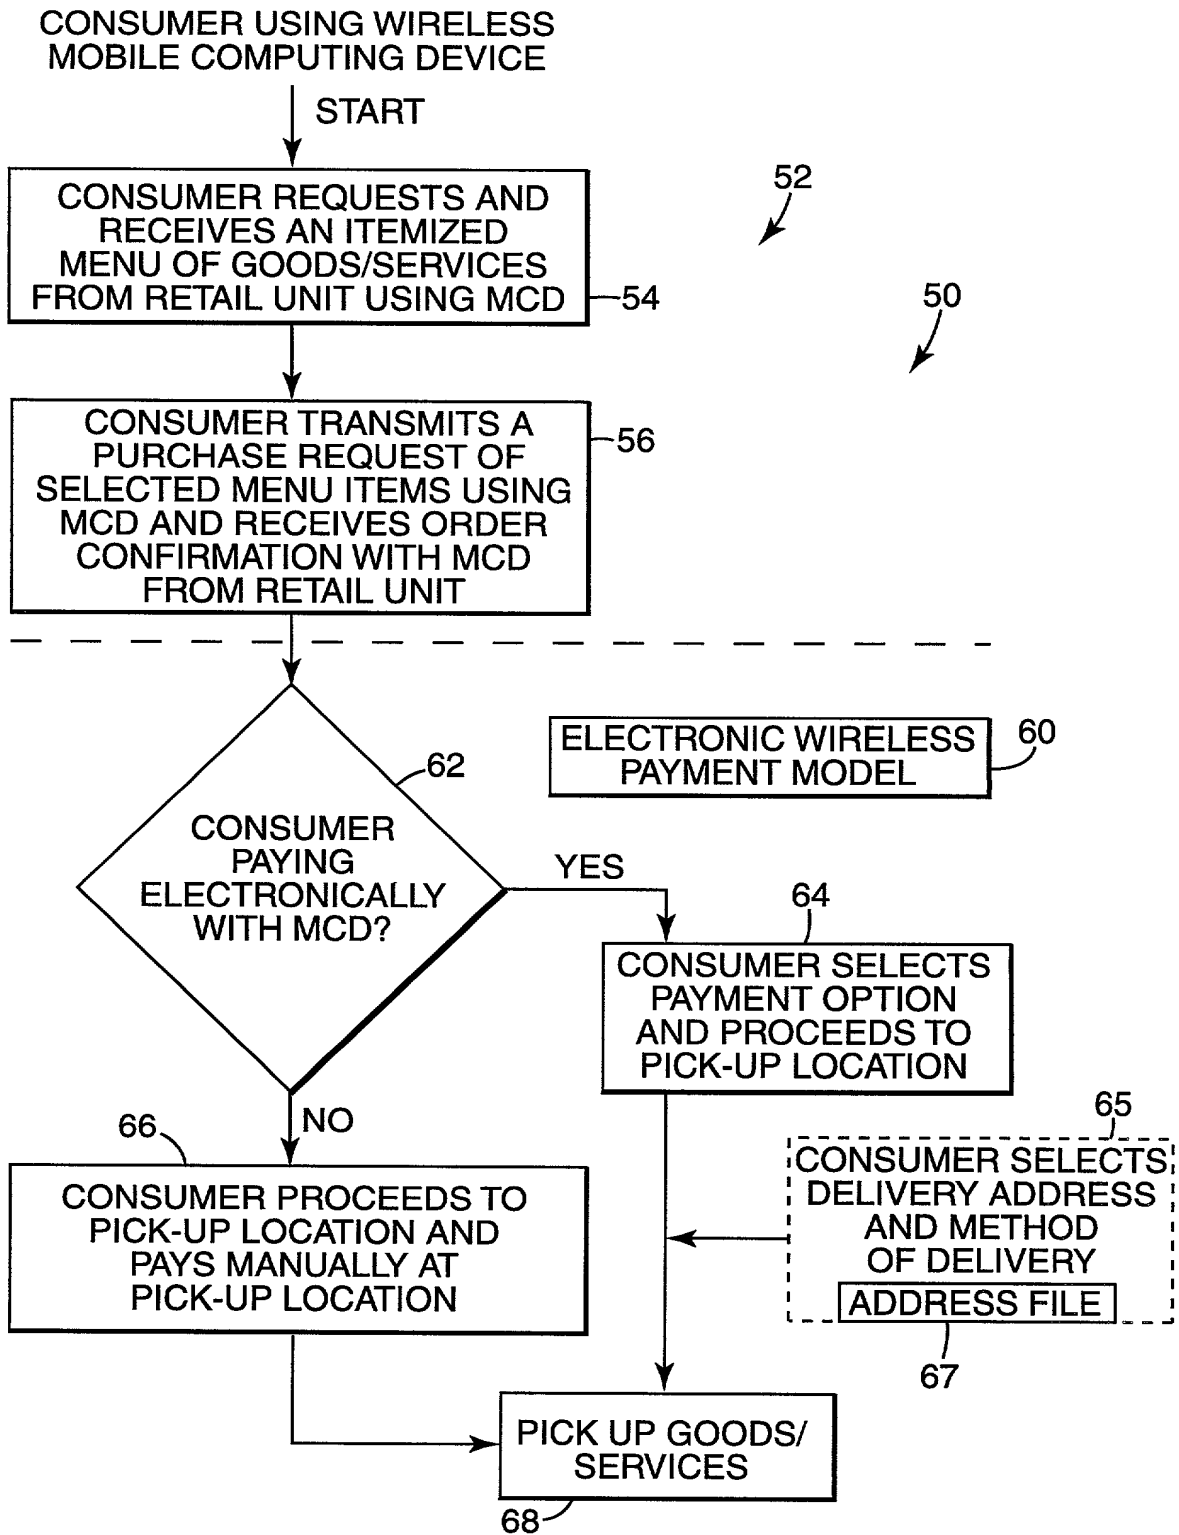 CONSUMER USING WIRELESS
MOBILE COMPUTING DEVICE
START
CONSUMER REQUESTS AND
RECEIVES AN ITEMIZED
MENU OF GOODS/SERVICES
FROM RETAIL UNIT USING MCD
54
52
50
CONSUMER TRANSMITS A
PURCHASE REQUEST OF
SELECTED MENU ITEMS USING
MCD AND RECEIVES ORDER
CONFIRMATION WITH MCD
FROM RETAIL UNIT
56
ELECTRONIC WIRELESS
PAYMENT MODEL
60
62
CONSUMER
PAYING
ELECTRONICALLY
WITH MCD?
YES
64
CONSUMER SELECTS
PAYMENT OPTION
AND PROCEEDS TO
PICK-UP LOCATION
NO
66
CONSUMER PROCEEDS TO
PICK-UP LOCATION AND
PAYS MANUALLY AT
PICK-UP LOCATION
65
CONSUMER SELECTS
DELIVERY ADDRESS
AND METHOD
OF DELIVERY
ADDRESS FILE
67
PICK UP GOODS/
SERVICES
68